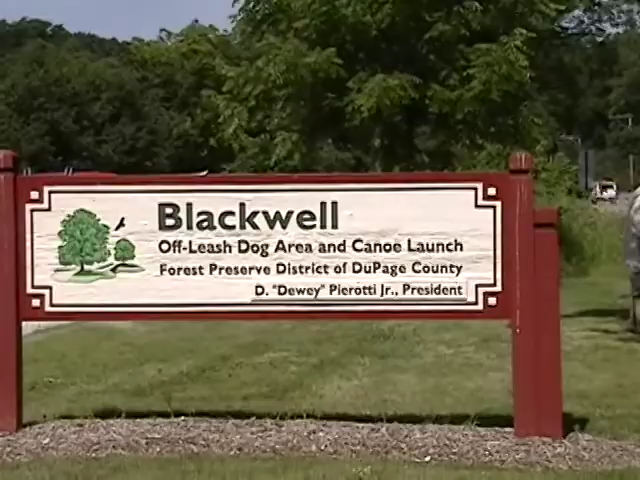 Blackwell
Off-Leash Dog Area and Canoe Launch
Forest Preserve District of DuPage County
D. "Dewey" Pierotti Jr., President